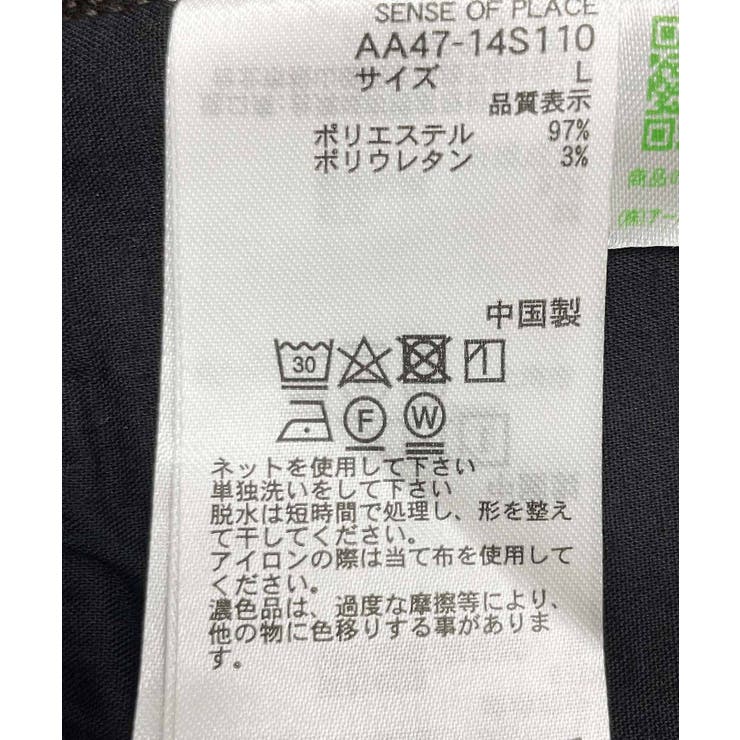 SENSE OF PLACE
AA47-14S110
サイズ L
品質表示
ポリエステル 97%
ポリウレタン 3%
中国製
30
F W
ネットを使用して下さい
単独洗いをして下さい
脱水は短時間で処理し、形を整え
て干してください。
アイロンの際は当て布を使用して
ください。
濃色品は、過度な摩擦等により、
他の物に色移りする事がありま
す。
商品の
(株)アー